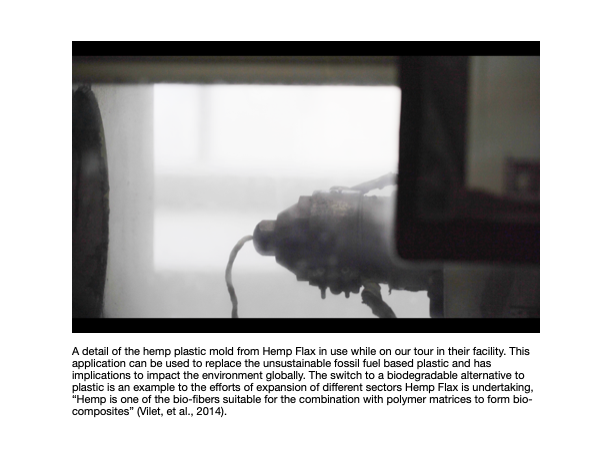 A detail of the hemp plastic mold from Hemp Flax in use while on our tour in their facility. This
application can be used to replace the unsustainable fossil fuel based plastic and has
implications to impact the environment globally. The switch to a biodegradable alternative to
plastic is an example to the efforts of expansion of different sectors Hemp Flax is undertaking,
“Hemp is one of the bio-fibers suitable for the combination with polymer matrices to form bio-
composites” (Vilet, et al., 2014).